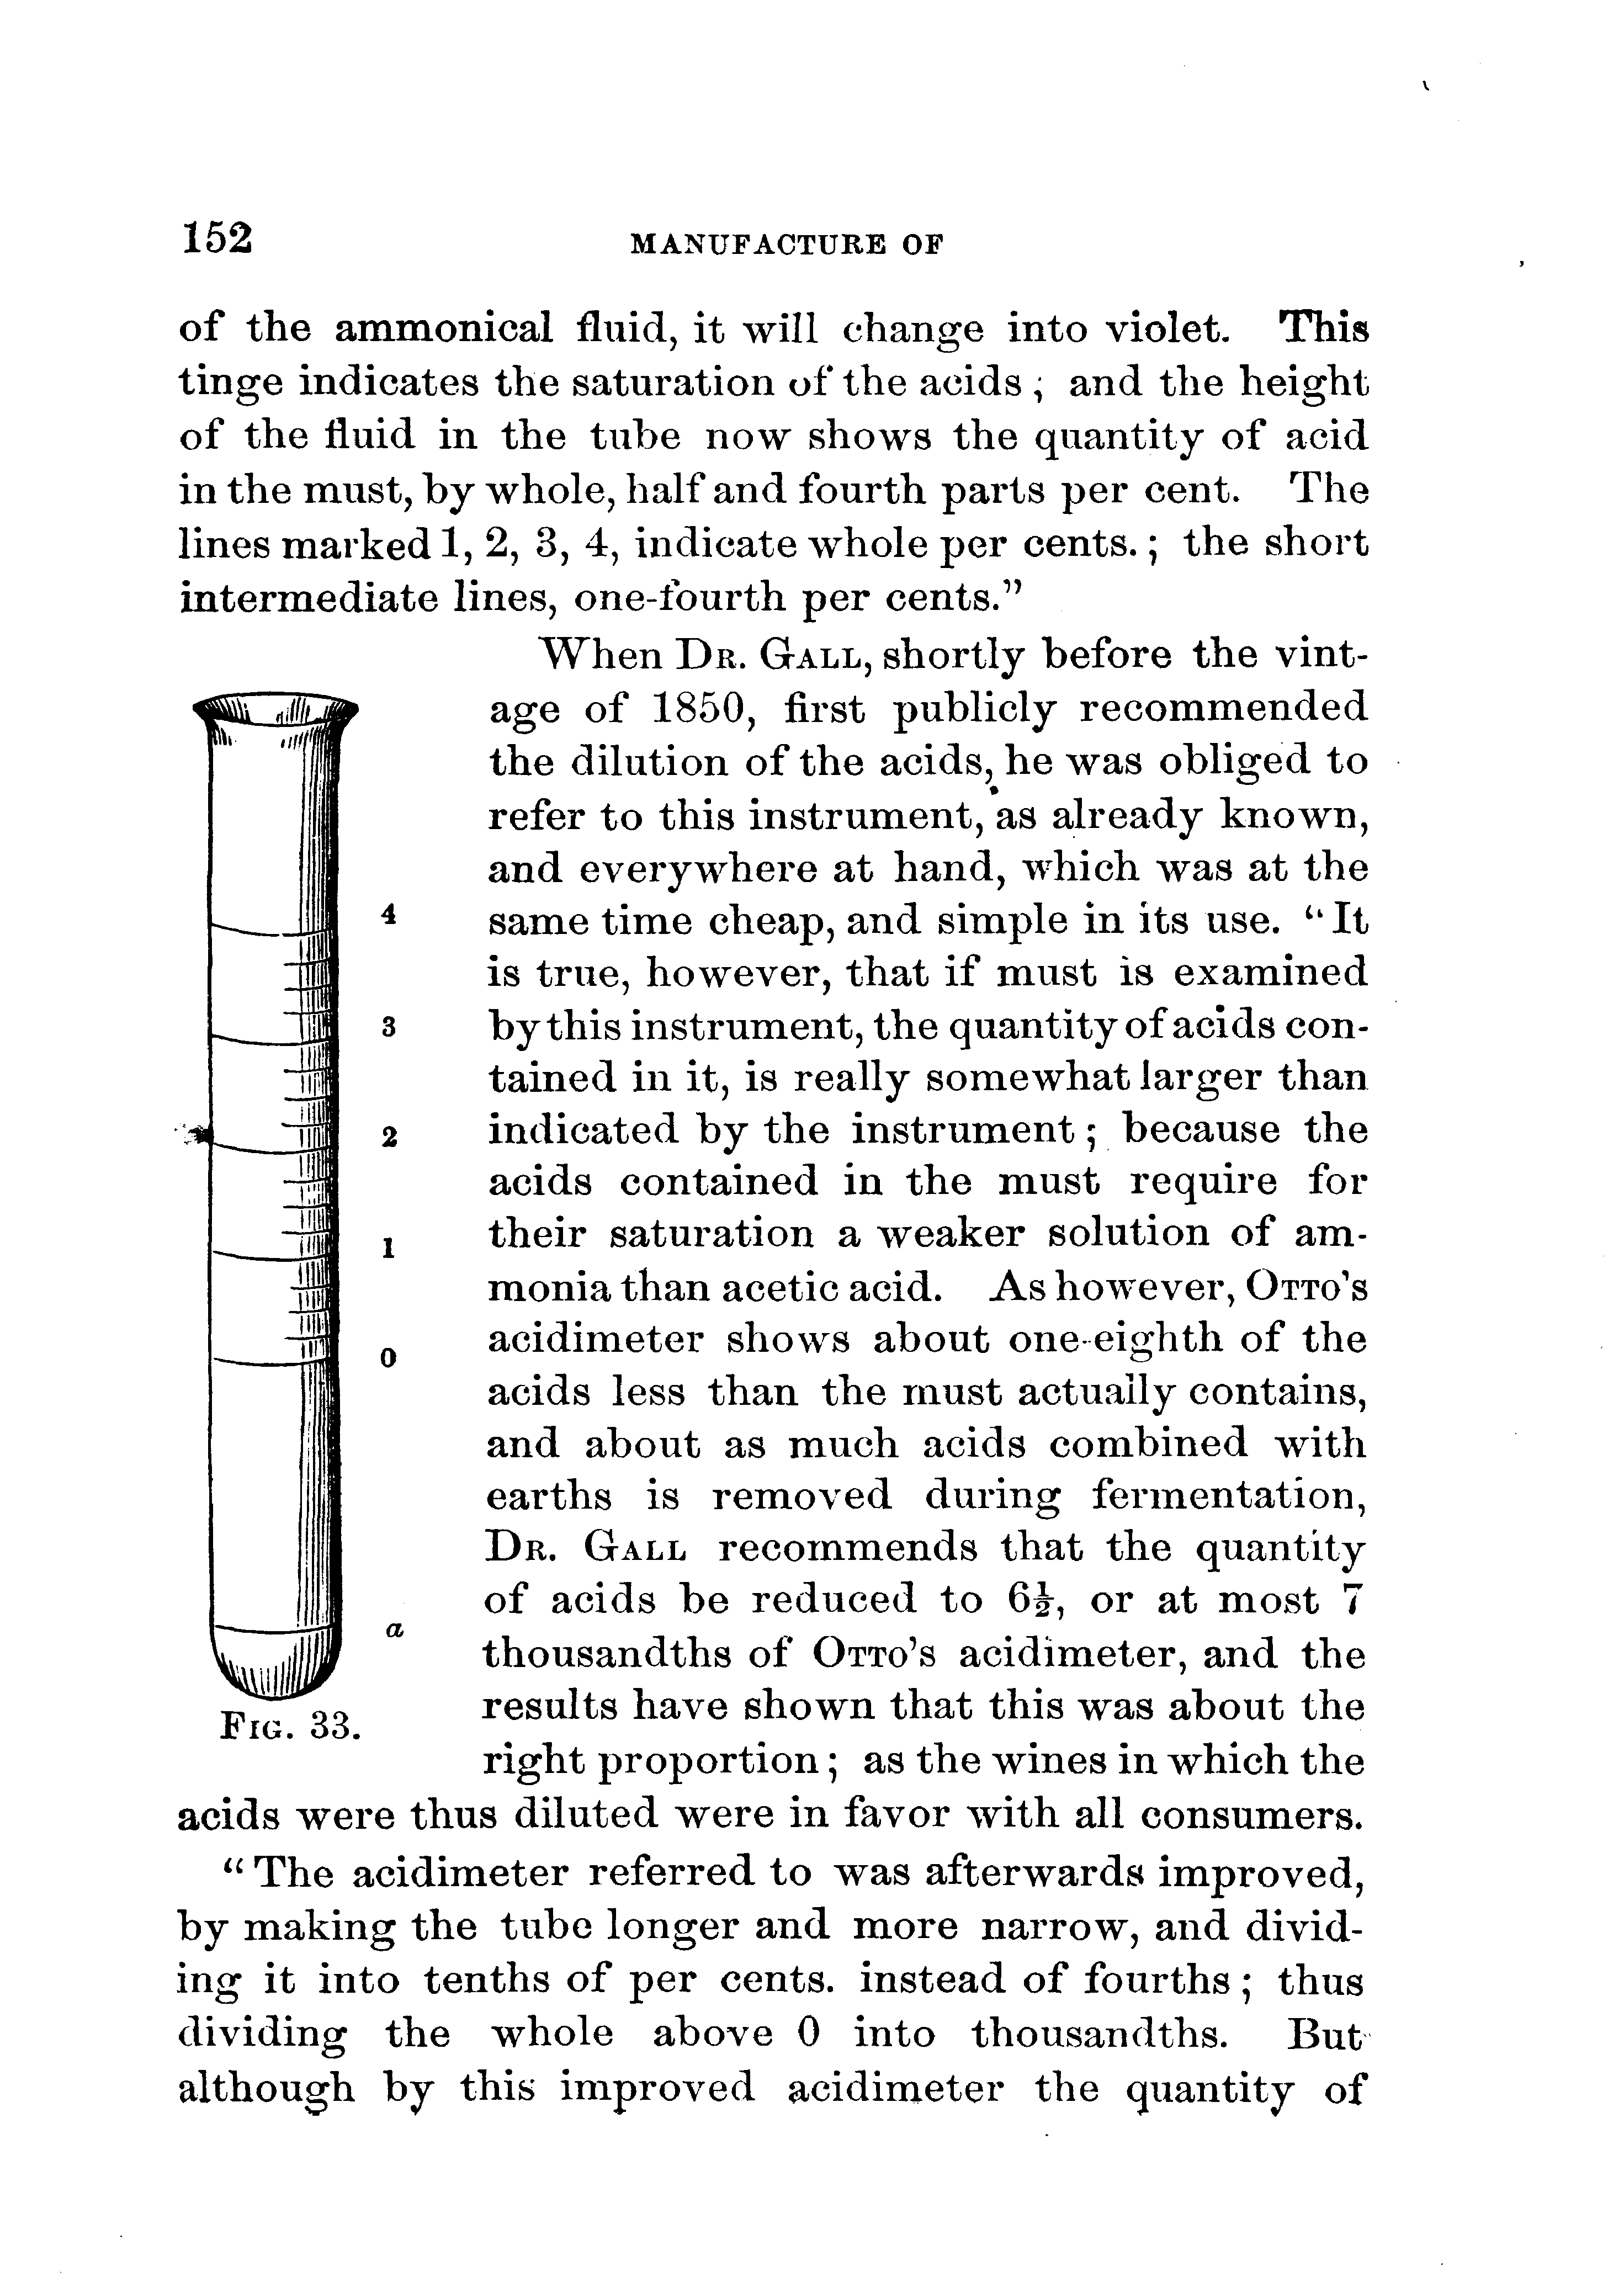 152
MANUFACTURE OF
of the ammonical fluid, it will change into violet. This
tinge indicates the saturation of the acids; and the height
of the fluid in the tube now shows the quantity of acid
in the must, by whole, half and fourth parts per cent. The
lines marked 1, 2, 3, 4, indicate whole per cents.; the short
intermediate lines, one-fourth per cents."
When DR. GALL, shortly before the vint-
age of 1850, first publicly recommended
the dilution of the acids, he was obliged to
refer to this instrument, as already known,
and everywhere at hand, which was at the
same time cheap, and simple in its use. "It
is true, however, that if must is examined
by this instrument, the quantity of acids con-
tained in it, is really somewhat larger than
indicated by the instrument; because the
acids contained in the must require for
their saturation a weaker solution of am-
monia than acetic acid. As however, OTTO'S
acidimeter shows about one-eighth of the
acids less than the must actually contains,
and about as much acids combined with
earths is removed during fermentation,
DR. GALL recommends that the quantity
of acids be reduced to 6½, or at most 7
thousandths of OTTO'S acidimeter, and the
results have shown that this was about the
right proportion; as the wines in which the
4
3
2
1
0
a
FIG. 33.
acids were thus diluted were in favor with all consumers.
"The acidimeter referred to was afterwards improved,
by making the tube longer and more narrow, and divid-
ing it into tenths of per cents. instead of fourths; thus
dividing the whole above 0 into thousandths. But
although by this improved acidimeter the quantity of